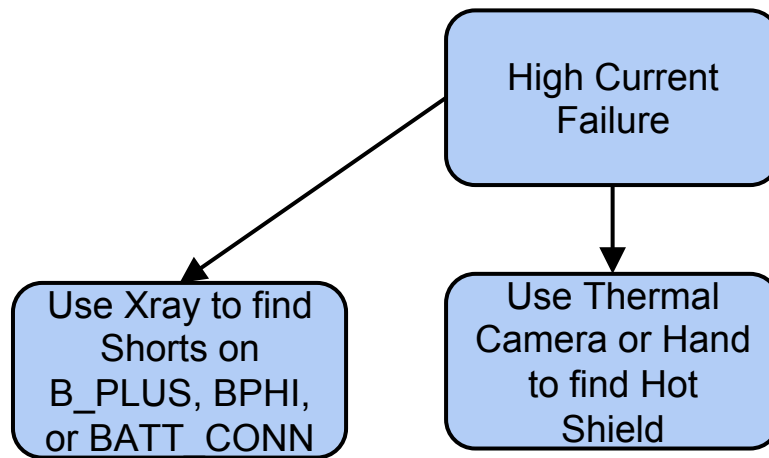 High Current
Failure
Use Xray to find
Shorts on
B_PLUS, BPHI,
or BATT_CONN
Use Thermal
Camera or Hand
to find Hot
Shield